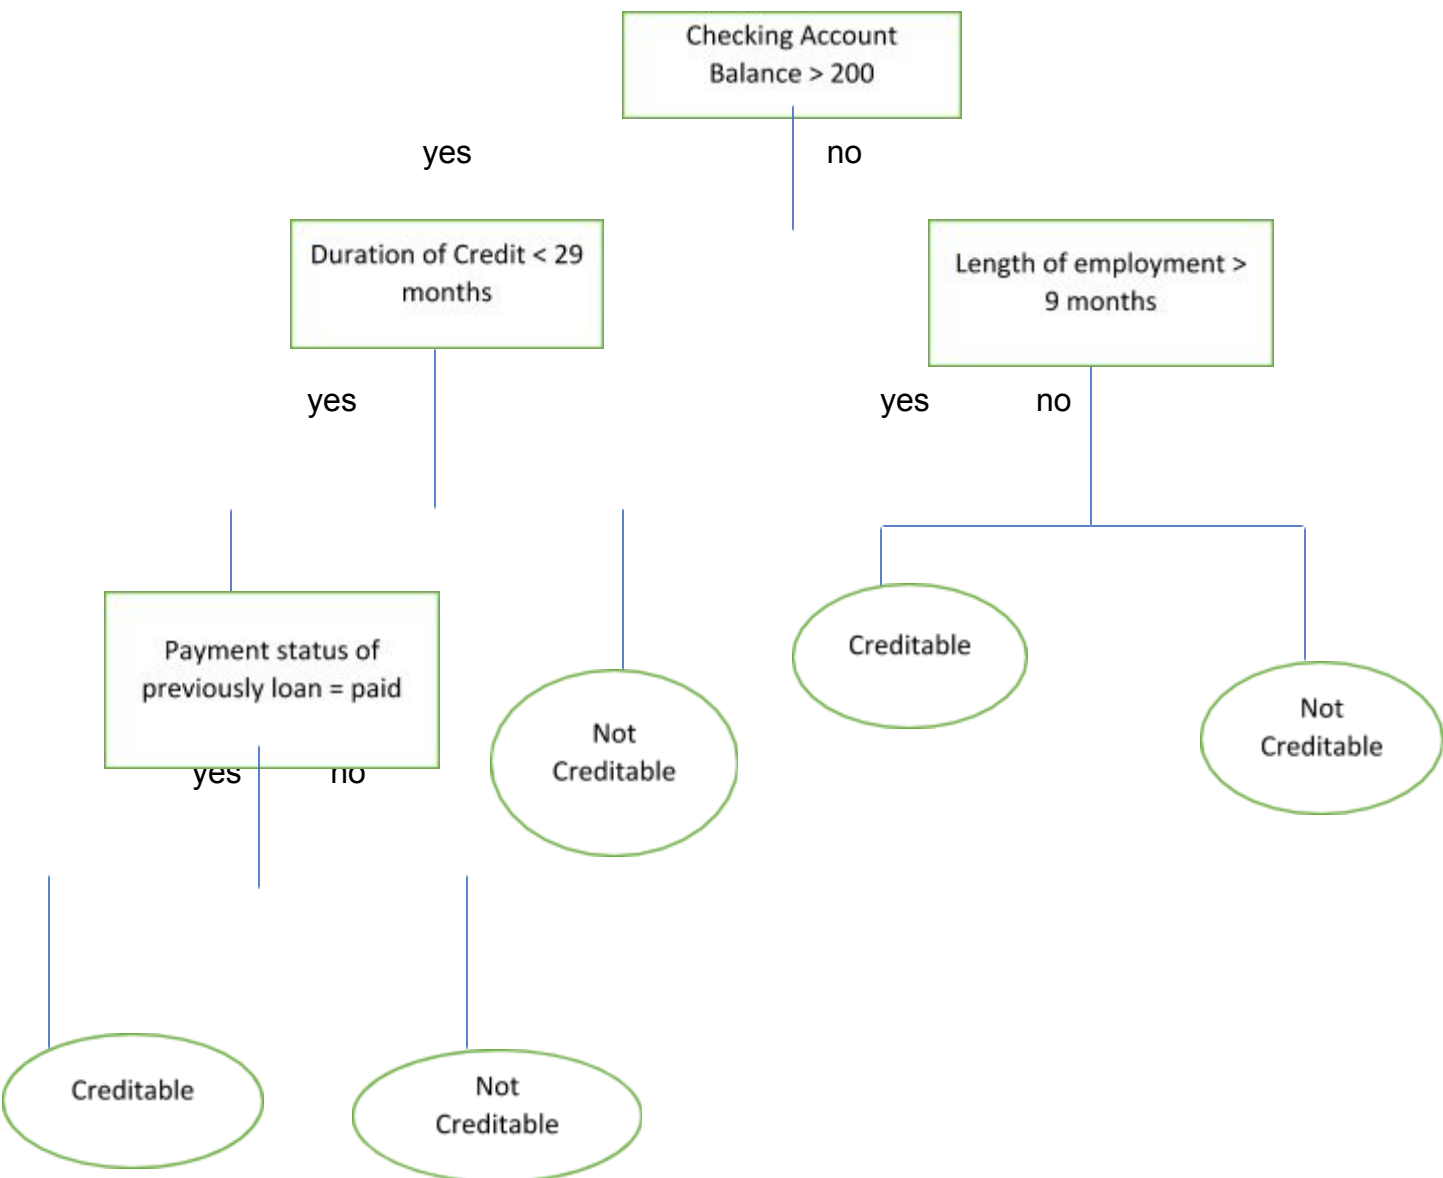 Checking Account
Balance > 200
yes
no
Duration of Credit < 29
months
Length of employment >
9 months
yes
yes
no
Payment status of
previously loan = paid
yes
no
Not
Creditable
Creditable
Not
Creditable
Creditable
Not
Creditable